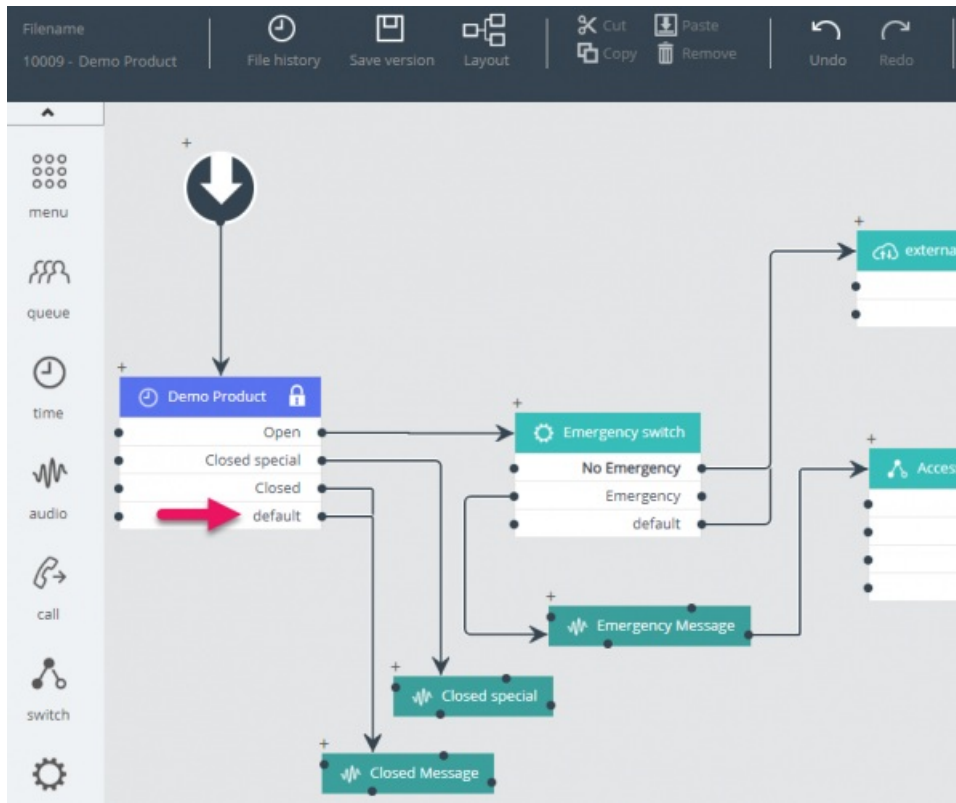 Filename
10009 - Demo Product
File history
Save version
Layout
Cut
Copy
Paste
Remove
Undo
Redo
menu
queue
time
audio
call
switch
Demo Product
Open
Closed special
Closed
default
Emergency switch
No Emergency
Emergency
default
externa
Acces
Emergency Message
Closed special
Closed Message